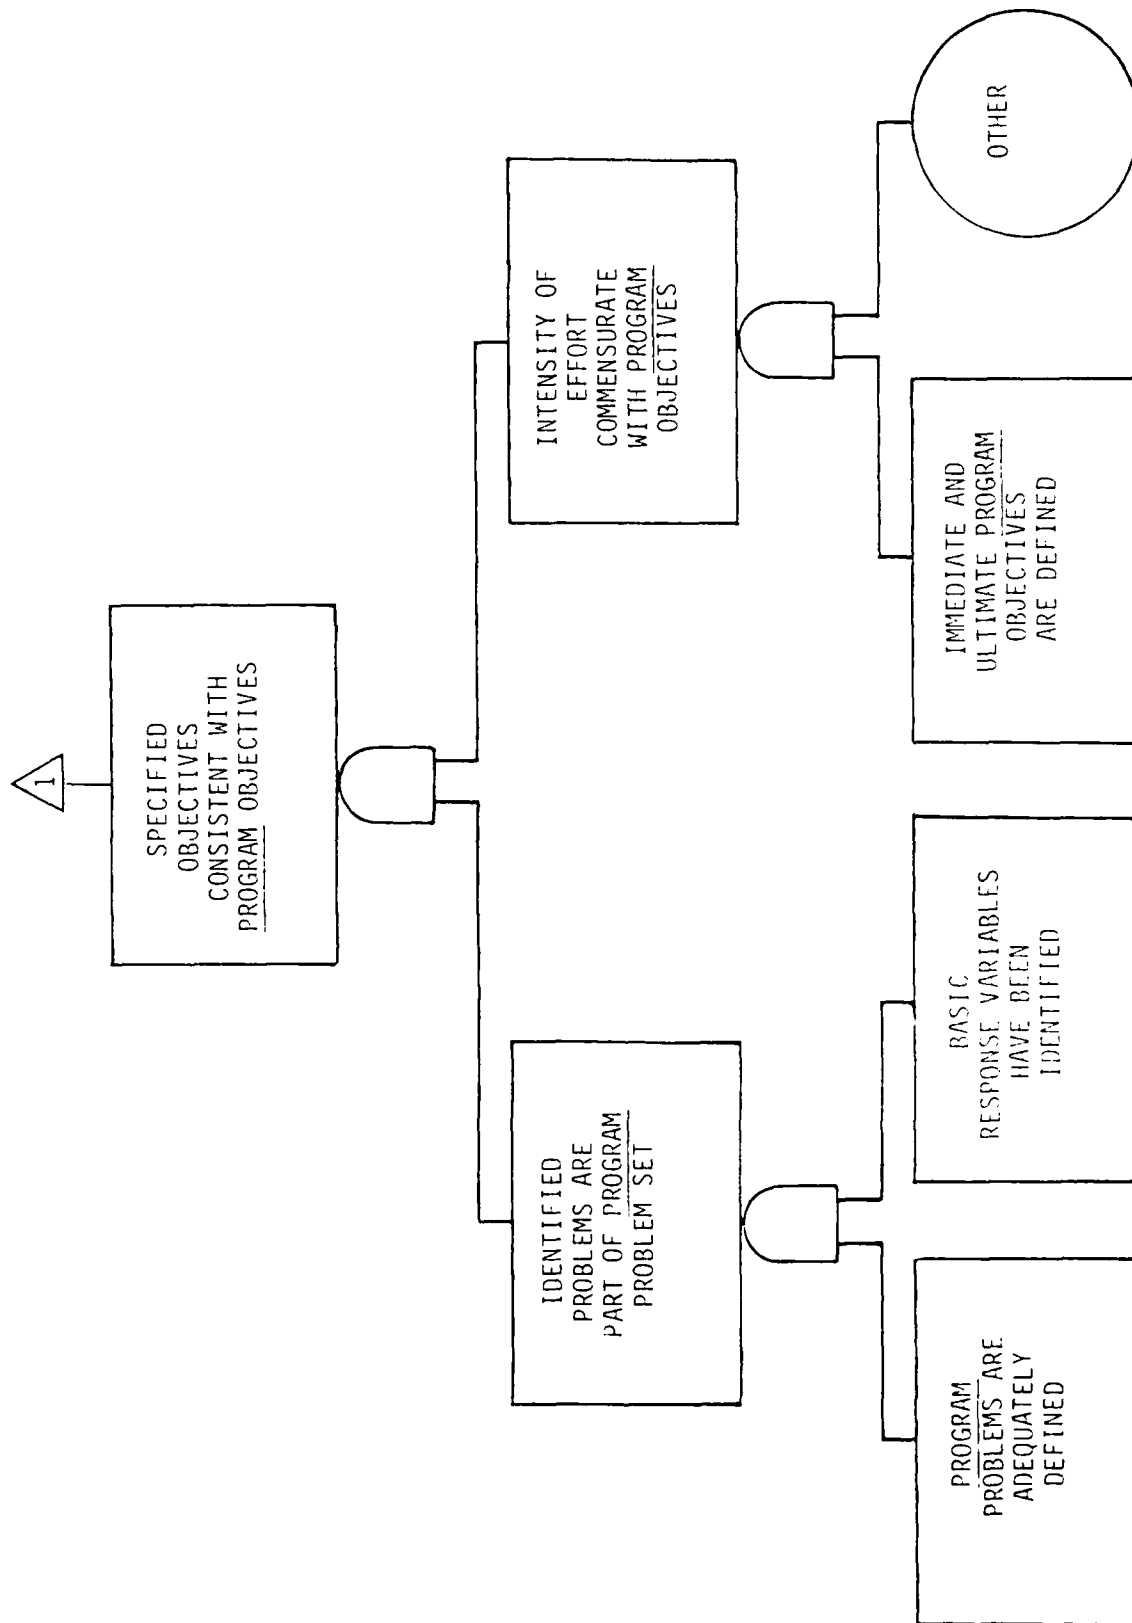 1
SPECIFIED
OBJECTIVES
CONSISTENT WITH
PROGRAM OBJECTIVES
IDENTIFIED
PROBLEMS ARE
PART OF PROGRAM
PROBLEM SET
INTENSITY OF
EFFORT
COMMENSURATE
WITH PROGRAM
OBJECTIVES
PROGRAM
PROBLEMS ARE
ADEQUATELY
DEFINED
BASIC
RESPONSE VARIABLES
HAVE BEEN
IDENTIFIED
IMMEDIATE AND
ULTIMATE PROGRAM
OBJECTIVES
ARE DEFINED
OTHER